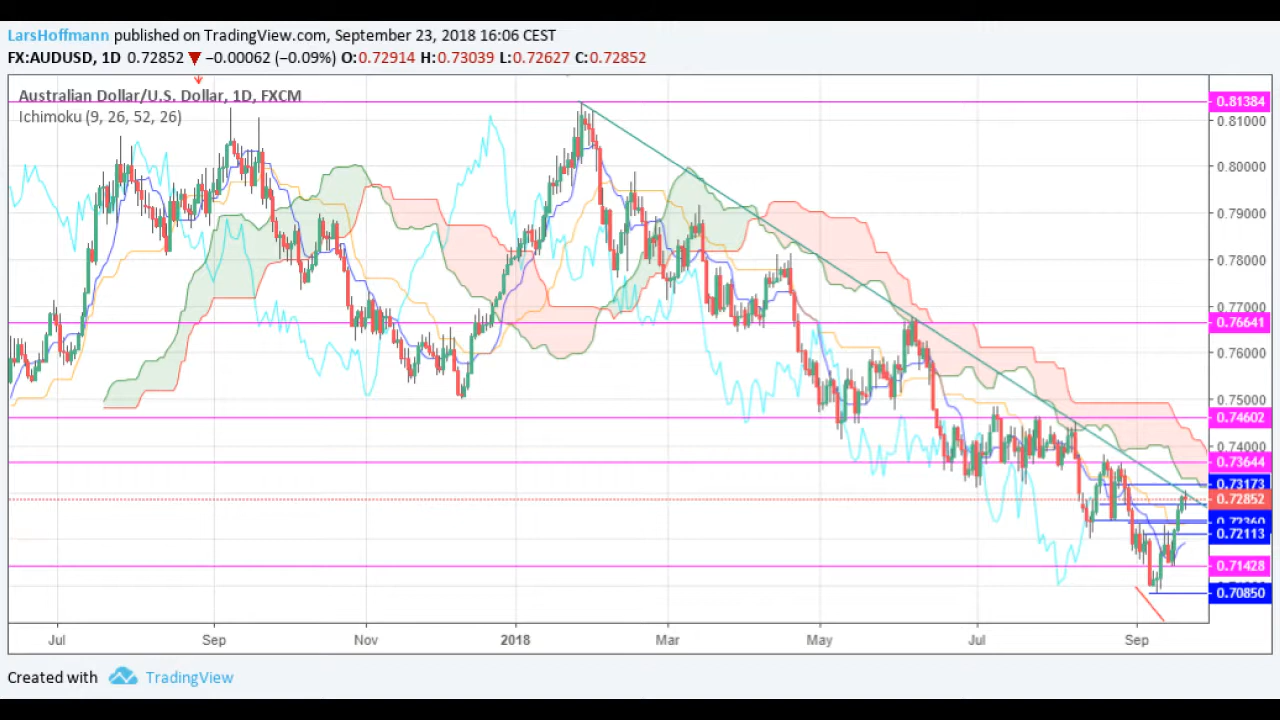 LarsHoffmann published on TradingView.com, September 23, 2018 16:06 CEST
FX:AUDUSD, 1D 0.72852 ▼ −0.00062 (−0.09%) O:0.72914 H:0.73039 L:0.72627 C:0.72852
Australian Dollar/U.S. Dollar, 1D, FXCM
Ichimoku (9, 26, 52, 26)
0.81384
0.81000
0.80000
0.79000
0.78000
0.77000
0.76641
0.76000
0.75000
0.74602
0.74000
0.73644
0.73173
0.72852
0.72113
0.71428
0.70850
Jul Sep Nov 2018 Mar May Jul Sep
Created with TradingView